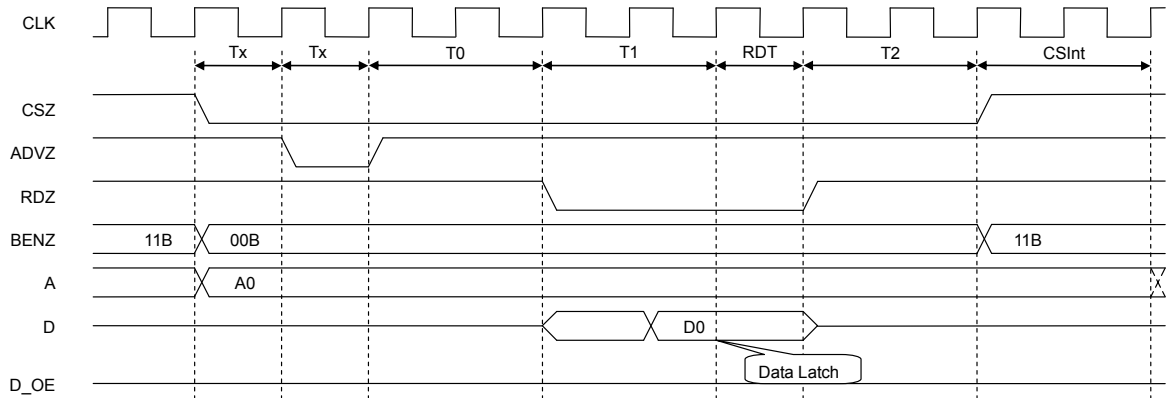 CLK
Tx Tx T0 T1 RDT T2 CSInt
CSZ
ADVZ
RDZ
BENZ 11B 00B 11B
A A0
D D0
Data Latch
D_OE